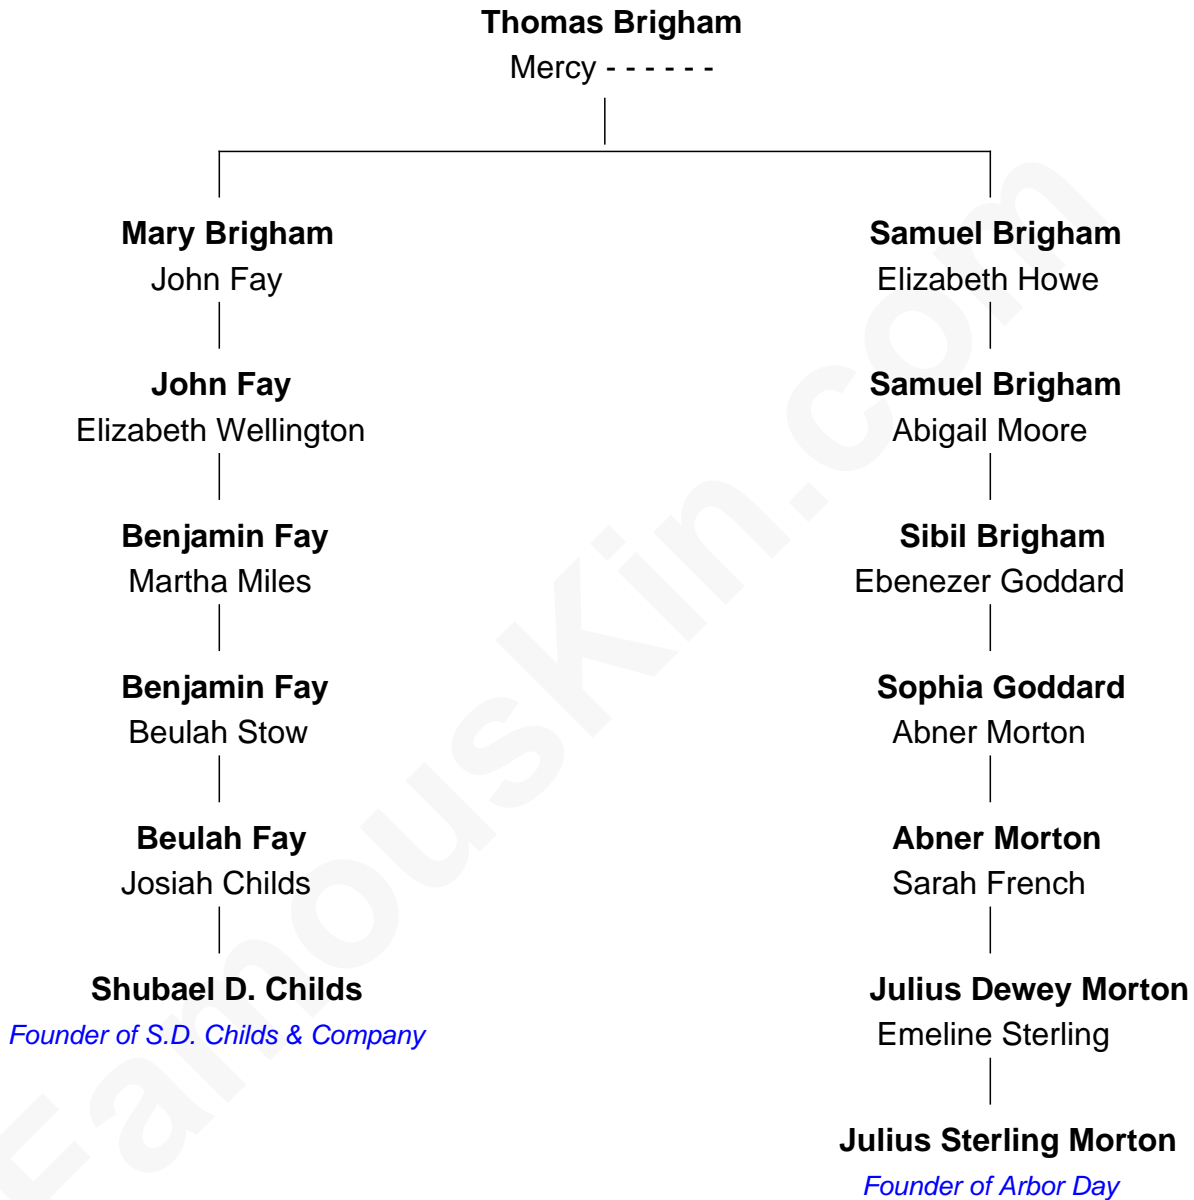 Thomas Brigham
Mercy - - - - - -
Mary Brigham
John Fay
Samuel Brigham
Elizabeth Howe
John Fay
Elizabeth Wellington
Samuel Brigham
Abigail Moore
Benjamin Fay
Martha Miles
Sibil Brigham
Ebenezer Goddard
Benjamin Fay
Beulah Stow
Sophia Goddard
Abner Morton
Beulah Fay
Josiah Childs
Abner Morton
Sarah French
Shubael D. Childs
Founder of S.D. Childs & Company
Julius Dewey Morton
Emeline Sterling
Julius Sterling Morton
Founder of Arbor Day
FamousKin.com